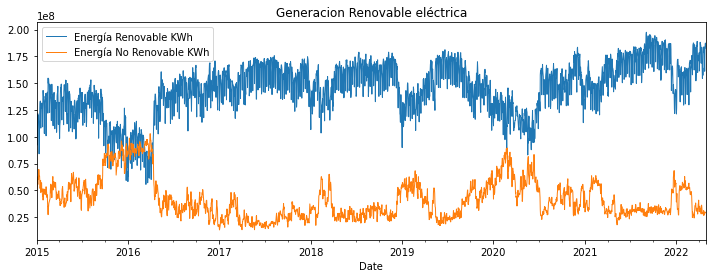 Generacion Renovable eléctrica
1e8
Energía Renovable KWh
Energía No Renovable KWh
2.00
1.75
1.50
1.25
1.00
0.75
0.50
0.25
2015 2016 2017 2018 2019 2020 2021 2022
Date